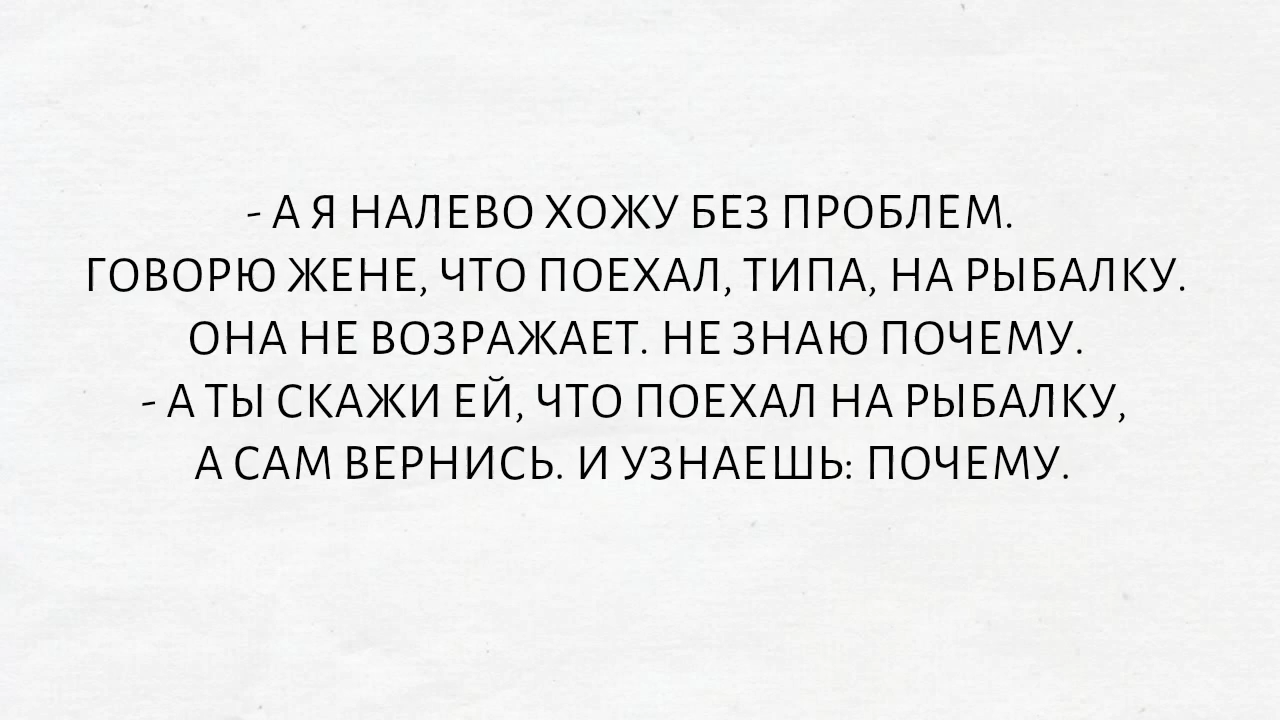 - А Я НАЛЕВО ХОЖУ БЕЗ ПРОБЛЕМ.
ГОВОРЮ ЖЕНЕ, ЧТО ПОЕХАЛ, ТИПА, НА РЫБАЛКУ.
ОНА НЕ ВОЗРАЖАЕТ. НЕ ЗНАЮ ПОЧЕМУ.
- А ТЫ СКАЖИ ЕЙ, ЧТО ПОЕХАЛ НА РЫБАЛКУ,
А САМ ВЕРНИСЬ. И УЗНАЕШЬ: ПОЧЕМУ.